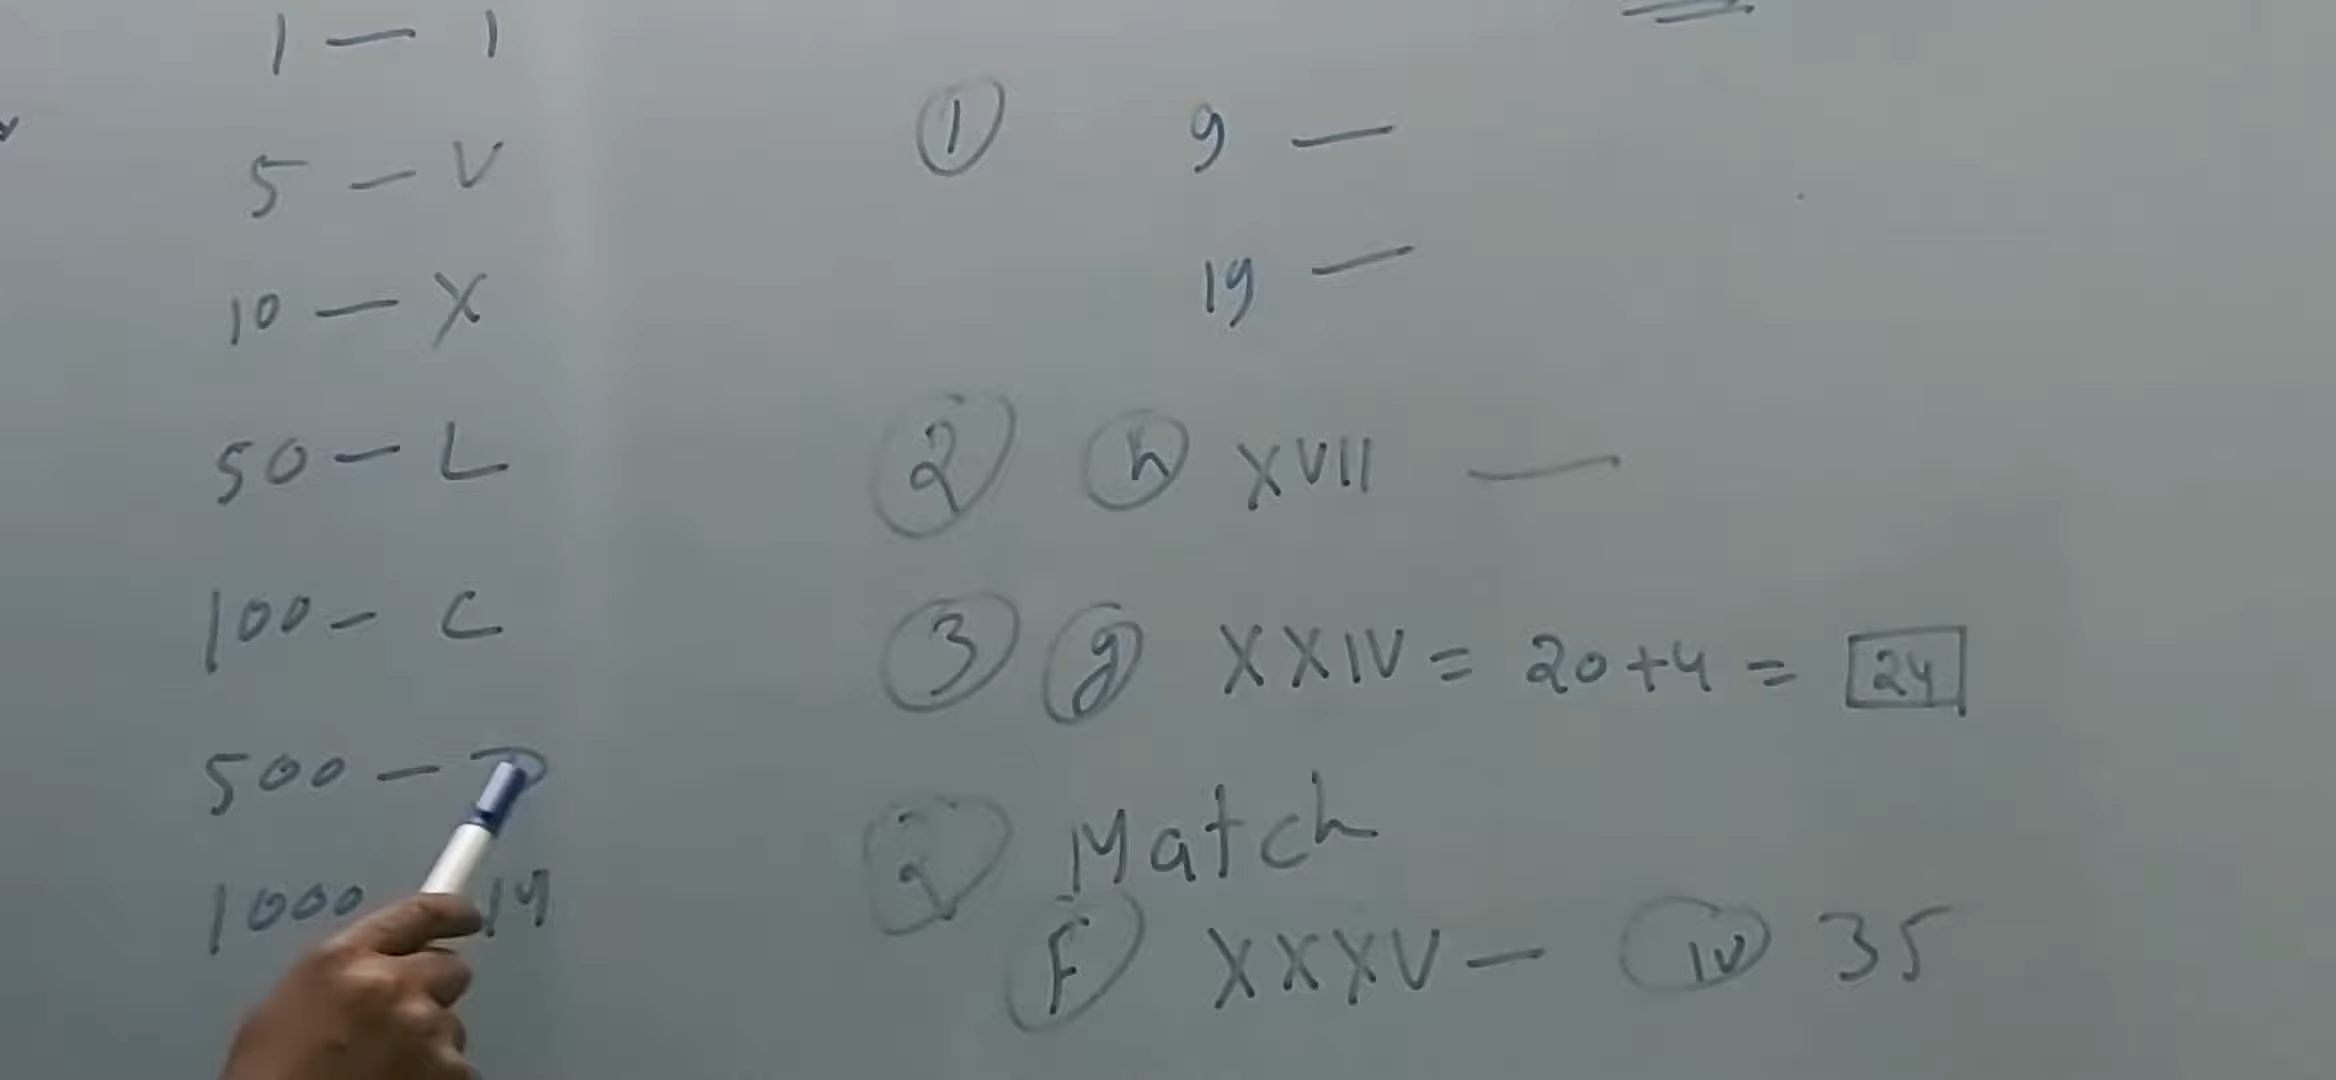 1 — I
5 — V
10 — X
50 — L
100 — C
500 — D
1000 M
① 9 —
19 —
② ⓗ XVII —
③ ⓖ XXIV = 20+4 = 24
② Match
Ⓕ XXXV — ⓘⓥ 35